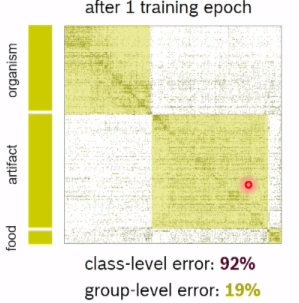 after 1 training epoch
organism
artifact
food
class-level error: 92%
group-level error: 19%